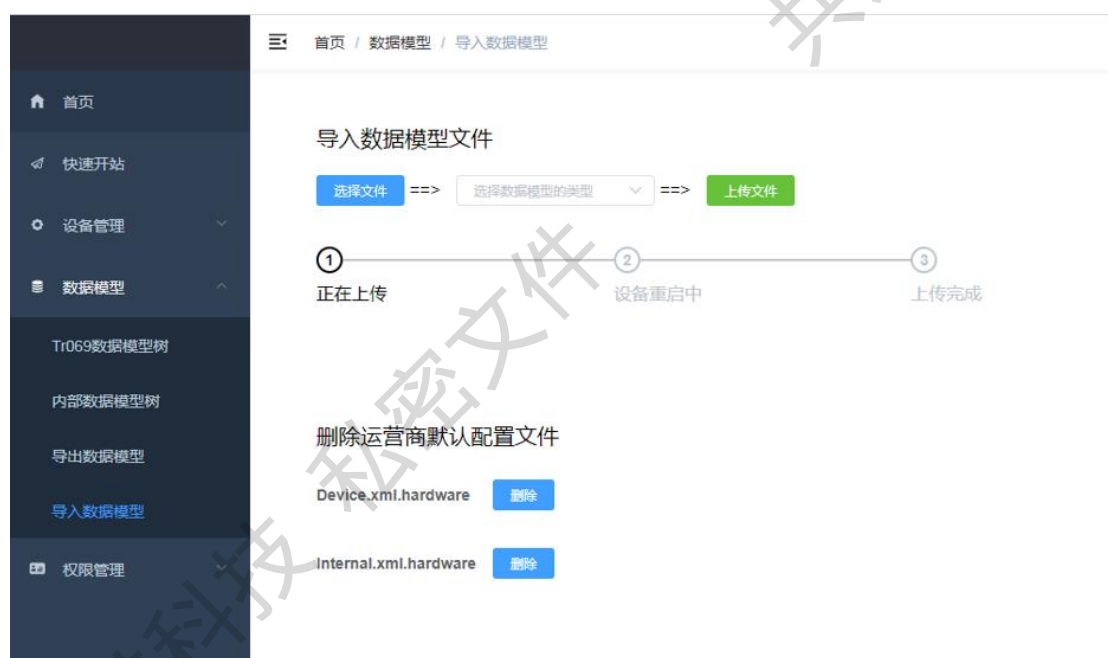 首页 / 数据模型 / 导入数据模型
首页
快速开站
设备管理
数据模型
Tr069数据模型树
内部数据模型树
导出数据模型
导入数据模型
权限管理
导入数据模型文件
选择文件 ==> 选择数据模型的类型 ==> 上传文件
1 2 3
正在上传 设备重启中 上传完成
删除运营商默认配置文件
Device.xml.hardware 删除
Internal.xml.hardware 删除
科技 私密文件